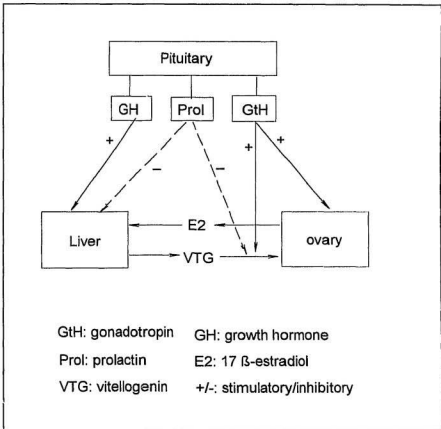 Pituitary
GH Prol GtH
+ + +
− −
E2
Liver ovary
VTG
GtH: gonadotropin GH: growth hormone
Prol: prolactin E2: 17 ß-estradiol
VTG: vitellogenin +/-: stimulatory/inhibitory